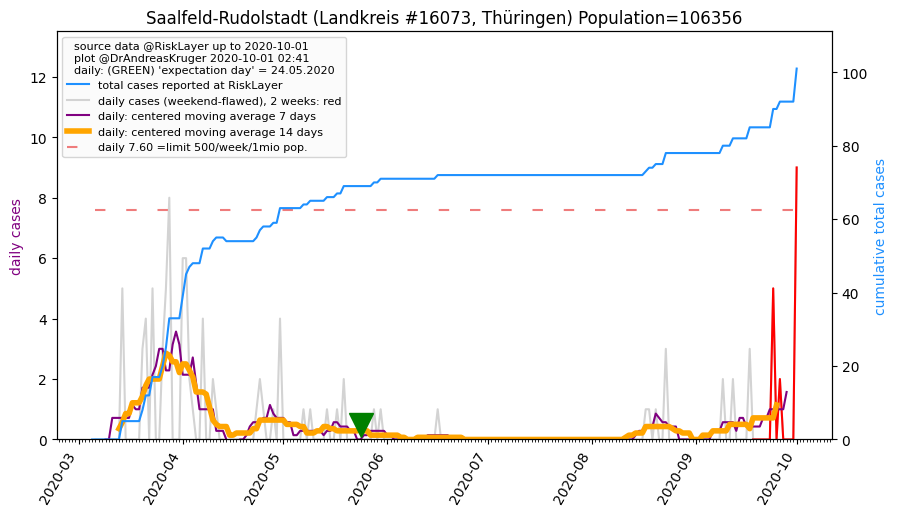 Saalfeld-Rudolstadt (Landkreis #16073, Thüringen) Population=106356
source data @RiskLayer up to 2020-10-01
plot @DrAndreasKruger 2020-10-01 02:41
daily: (GREEN) 'expectation day' = 24.05.2020
total cases reported at RiskLayer
daily cases (weekend-flawed), 2 weeks: red
daily: centered moving average 7 days
daily: centered moving average 14 days
daily 7.60 =limit 500/week/1mio pop.
daily cases
12
10
8
6
4
2
0
cumulative total cases
100
80
60
40
20
0
2020-03
2020-04
2020-05
2020-06
2020-07
2020-08
2020-09
2020-10